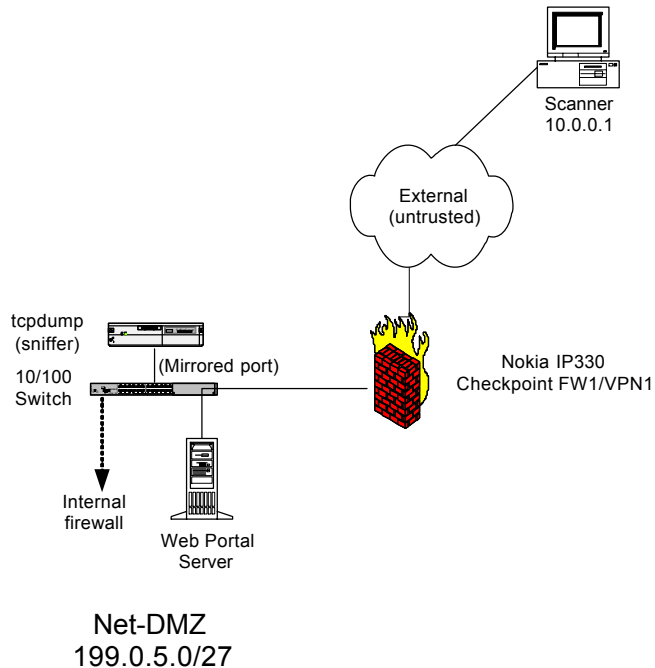 Scanner
10.0.0.1
External
(untrusted)
tcpdump
(sniffer)
(Mirrored port)
10/100
Switch
Nokia IP330
Checkpoint FW1/VPN1
Internal
firewall
Web Portal
Server
Net-DMZ
199.0.5.0/27